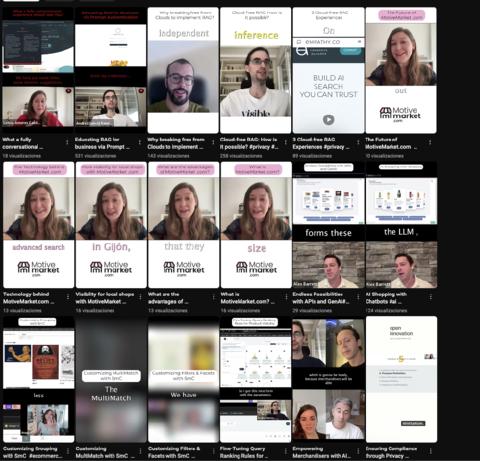 Why breaking free from
Clouds to implement RAG?
Independent
Cloud-free RAG: How is
it possible?
inference
Visible
3 Cloud-free RAG
Experiences!
EMPATHY.CO
BUILD AI
SEARCH
YOU CAN TRUST
The Future of
MotiveMarket.com?
out
Motive
market
.com
What a fully
conversational ...
18 visualizaciones
Educating RAG for
business via Prompt ...
Why breaking free from
Clouds to implement ...
143 visualizaciones
Cloud-free RAG: How is
it possible? #privacy #...
258 visualizaciones
3 Cloud-free RAG
Experiences #privacy ...
89 visualizaciones
The Future of
MotiveMarket.com
10 visualizaciones
The technology behind
MotiveMarket.com?
advanced search
Motive
market
.com
More visibility for local shops
with MotiveMarket.com?
in Gijón,
Motive
market
.com
What are the advantages of
MotiveMarket.com?
that they
Motive
market
.com
What is
MotiveMarket.com?
size
Motive
market
.com
forms these
Alex Barrett
the LLM,
Alex Barrett
Technology behind
MotiveMarket.com ...
13 visualizaciones
Visibility for local shops
with MotiveMarket ...
16 visualizaciones
What are the
advantages of ...
13 visualizaciones
What is
MotiveMarket.com? ...
16 visualizaciones
Endless Possibilities
with APIs and GenAI#...
29 visualizaciones
AI Shopping with
Chatbots #ai ...
124 visualizaciones
less
Customizing MultiMatch
with SmC
The
MultiMatch
Customizing Filters & Facets
with SmC
We have
open
innovation
Customizing Grouping
with SmC #ecommerc...
Customizing
MultiMatch with SmC ...
Customizing Filters &
Facets with SmC ...
Fine-Tuning Query
Ranking Rules for ...
Empowering
Merchandisers with AI...
Ensuring Compliance
through Privacy ...